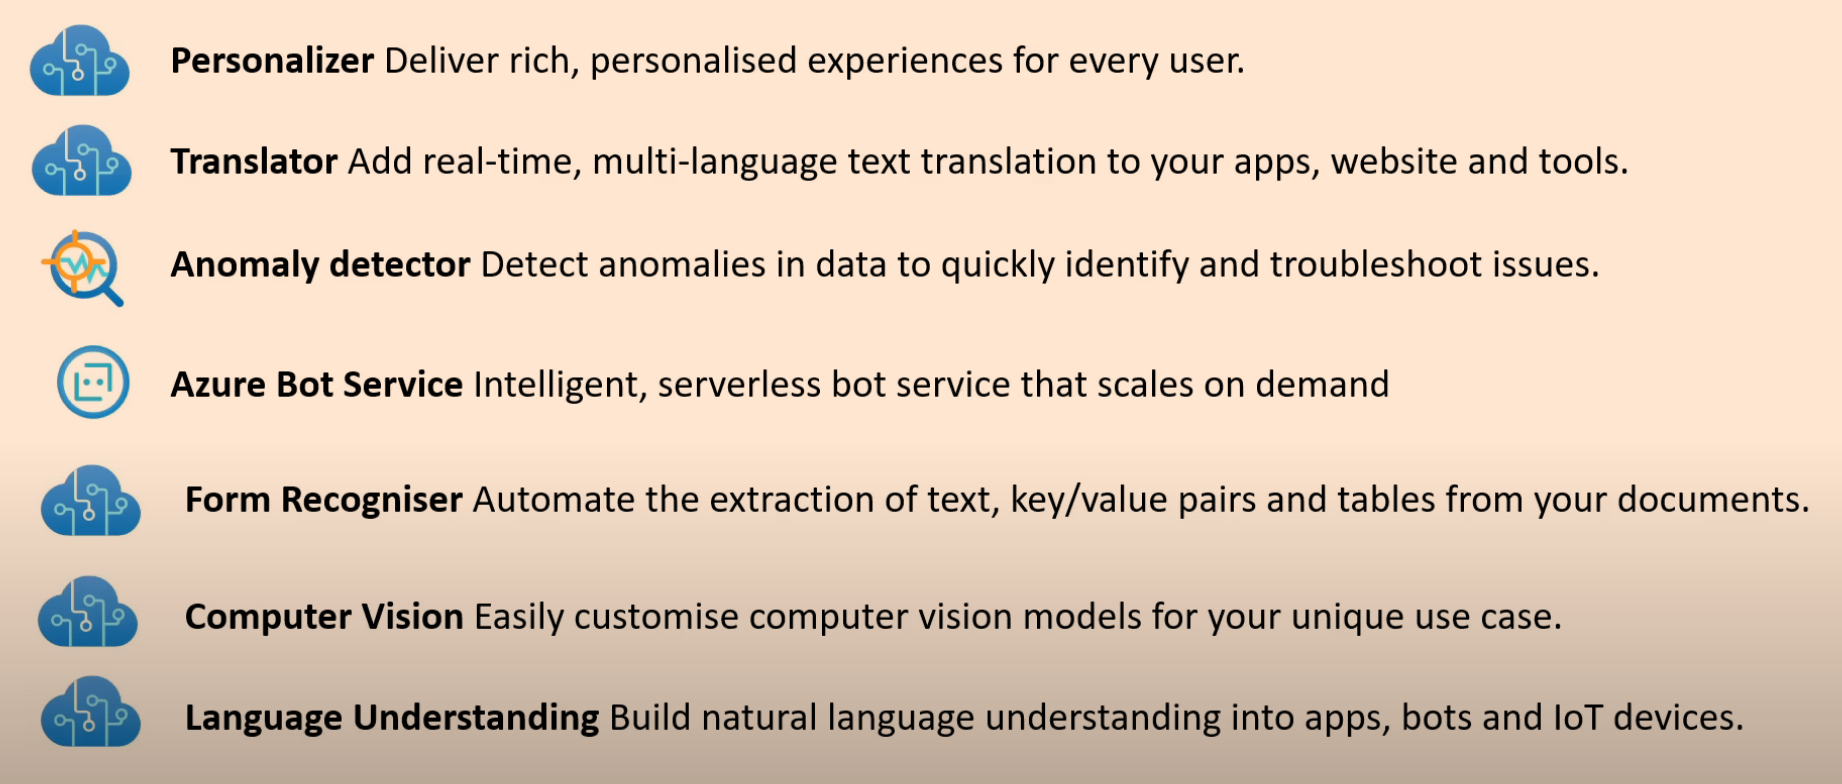 Personalizer Deliver rich, personalised experiences for every user.
Translator Add real-time, multi-language text translation to your apps, website and tools.
Anomaly detector Detect anomalies in data to quickly identify and troubleshoot issues.
Azure Bot Service Intelligent, serverless bot service that scales on demand
Form Recogniser Automate the extraction of text, key/value pairs and tables from your documents.
Computer Vision Easily customise computer vision models for your unique use case.
Language Understanding Build natural language understanding into apps, bots and IoT devices.